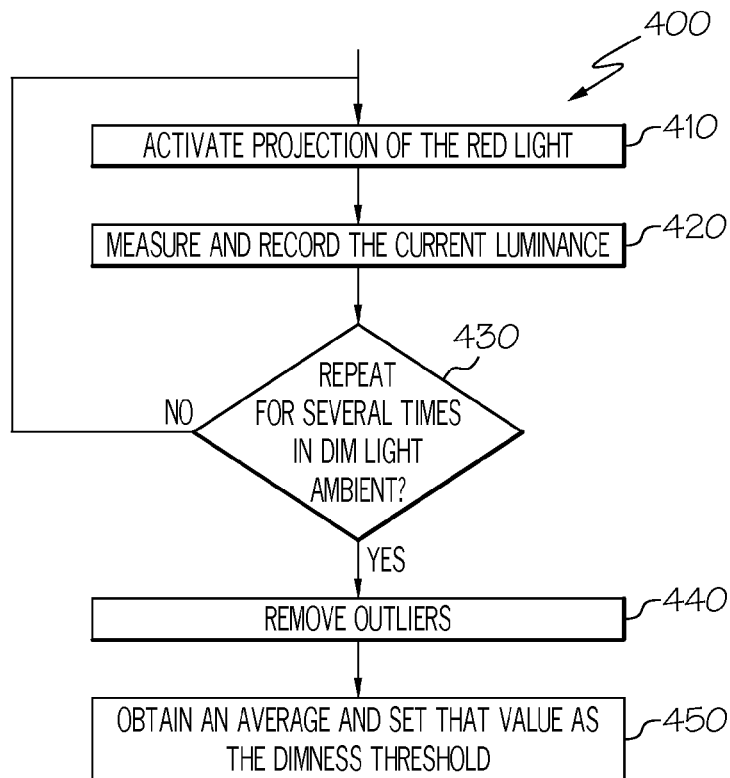 400
ACTIVATE PROJECTION OF THE RED LIGHT
410
MEASURE AND RECORD THE CURRENT LUMINANCE
420
430
REPEAT
FOR SEVERAL TIMES
IN DIM LIGHT
AMBIENT?
NO
YES
REMOVE OUTLIERS
440
OBTAIN AN AVERAGE AND SET THAT VALUE AS
THE DIMNESS THRESHOLD
450